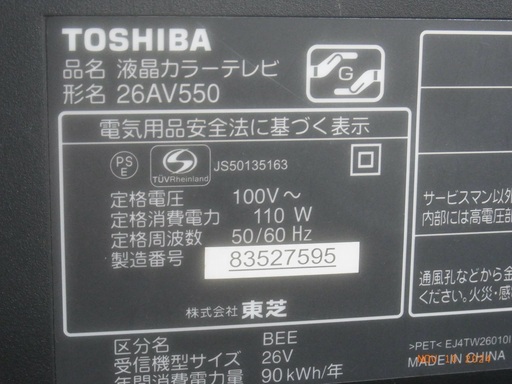 TOSHIBA
品名 液晶カラーテレビ
形名 26AV550
G
電気用品安全法に基づく表示
PS
E
TÜVRheinland
JS50135163
定格電圧 100V～
定格消費電力 110 W
定格周波数 50/60 Hz
製造番号 83527595
株式会社 東芝
区分名 BEE
受信機型サイズ 26V
年間消費電力量 90 kWh/年
サービスマン以外
内部には高電圧部
通風孔などから金
ください。火災・感
>PET< EJ4TW26010I
MADE IN CHINA